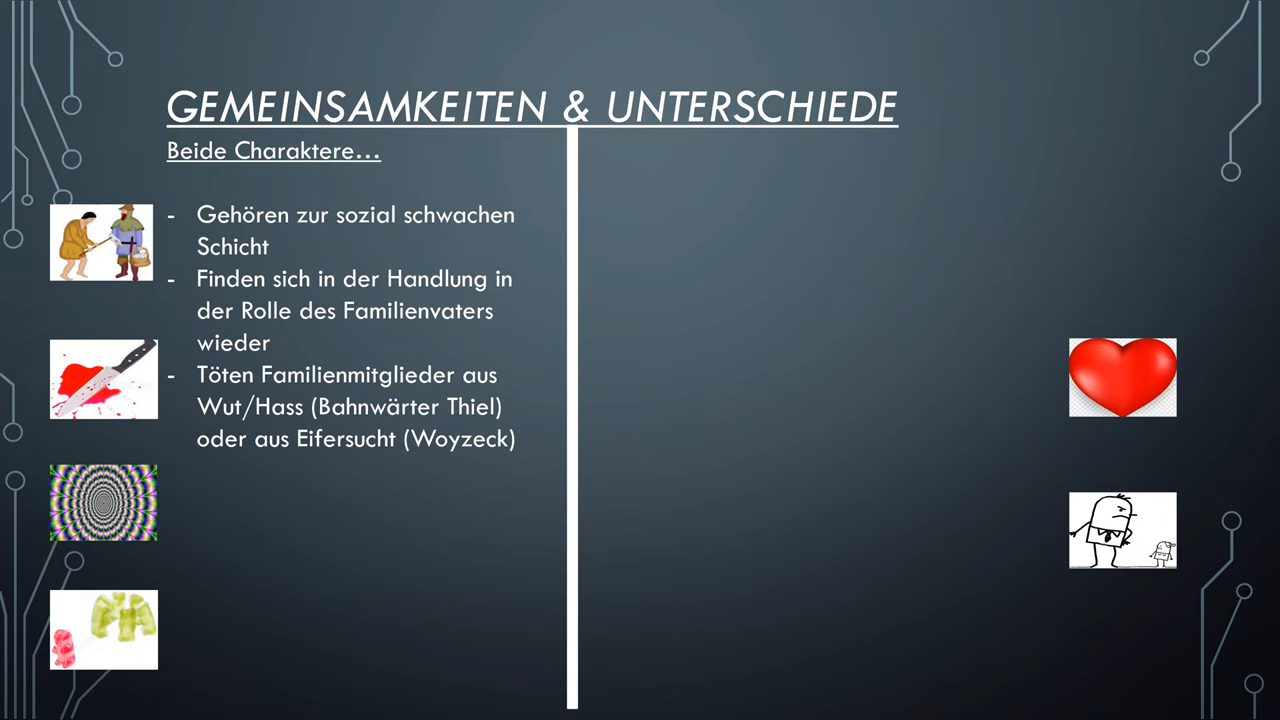 GEMEINSAMKEITEN & UNTERSCHIEDE
Beide Charaktere…
- Gehören zur sozial schwachen
Schicht
- Finden sich in der Handlung in
der Rolle des Familienvaters
wieder
- Töten Familienmitglieder aus
Wut/Hass (Bahnwärter Thiel)
oder aus Eifersucht (Woyzeck)